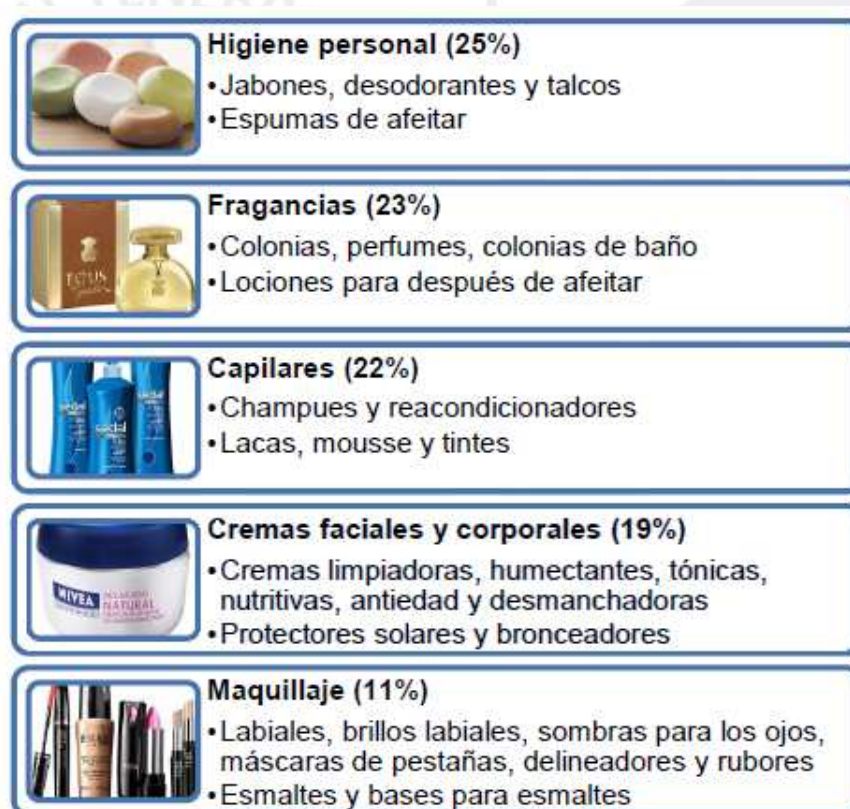 Higiene personal (25%)
•Jabones, desodorantes y talcos
•Espumas de afeitar
Fragancias (23%)
•Colonias, perfumes, colonias de baño
•Lociones para después de afeitar
Capilares (22%)
•Champues y reacondicionadores
•Lacas, mousse y tintes
Cremas faciales y corporales (19%)
•Cremas limpiadoras, humectantes, tónicas,
nutritivas, antiedad y desmanchadoras
•Protectores solares y bronceadores
NIVEA
NATURAL
Maquillaje (11%)
•Labiales, brillos labiales, sombras para los ojos,
máscaras de pestañas, delineadores y rubores
•Esmaltes y bases para esmaltes